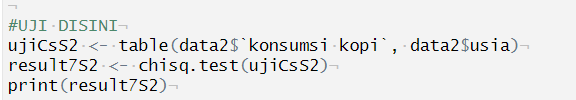 #UJI DISINI
ujiCsS2 <- table(data2$`konsumsi kopi`, data2$usia)
result7S2 <- chisq.test(ujiCsS2)
print(result7S2)